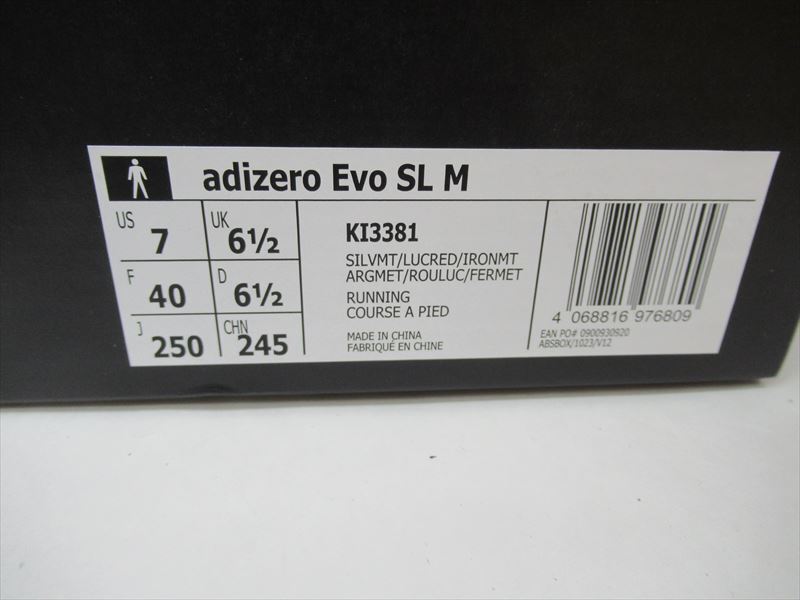 adizero Evo SL M
US 7 UK 6½
F 40 D 6½
J 250 CHN 245
KI3381
SILVMT/LUCRED/IRONMT
ARGMET/ROULUC/FERMET
RUNNING
COURSE A PIED
MADE IN CHINA
FABRIQUÉ EN CHINE
4 068816 976809
EAN PO# 0900930920
ABSBOX/1023/V12